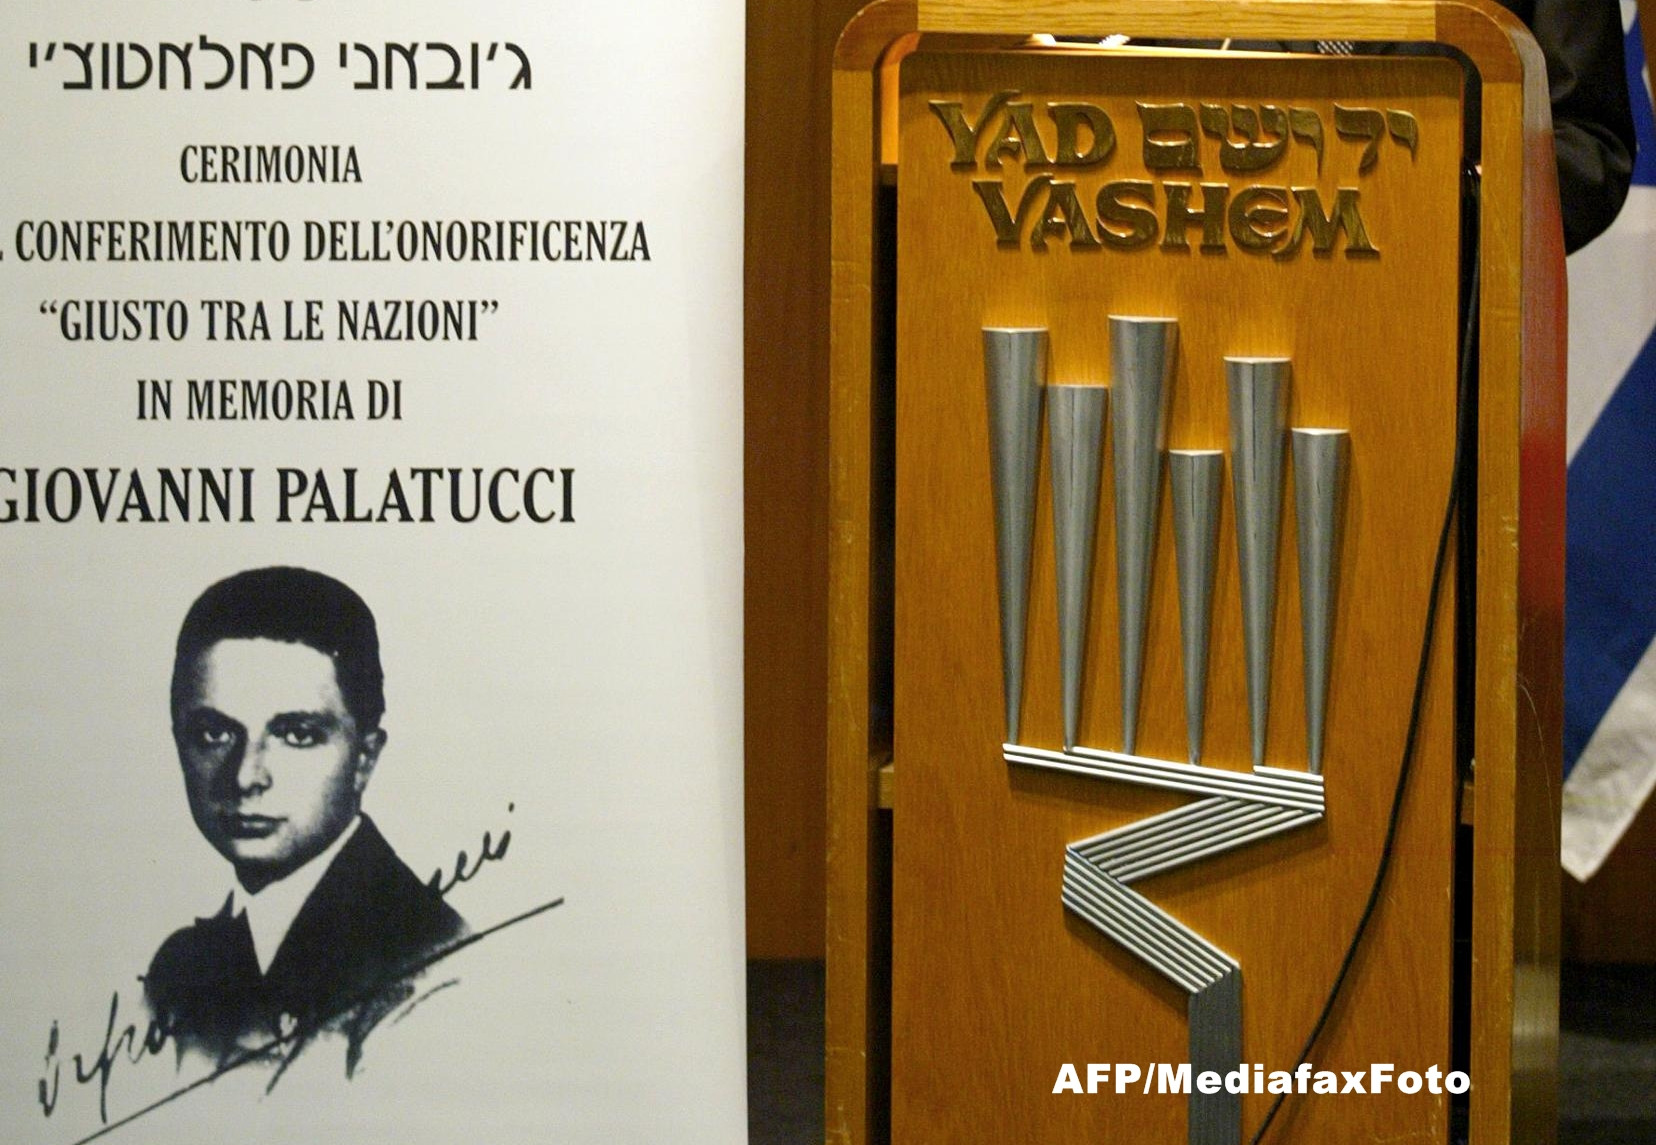 ג׳ובאני פאלאטוצ׳י
CERIMONIA
CONFERIMENTO DELL’ONORIFICENZA
“GIUSTO TRA LE NAZIONI”
IN MEMORIA DI
GIOVANNI PALATUCCI
YAD יד ושם
VASHEM
AFP/MediafaxFoto